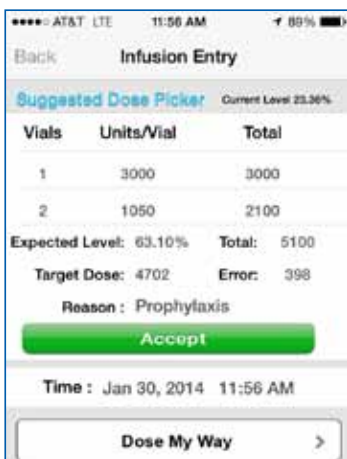 AT&T LTE 11:56 AM 89%
Back Infusion Entry
Suggested Dose Picker Current Level 23.36%
Vials Units/Vial Total
1 3000 3000
2 1050 2100
Expected Level: 63.10% Total: 5100
Target Dose: 4702 Error: 398
Reason : Prophylaxis
Accept
Time : Jan 30, 2014 11:56 AM
Dose My Way >